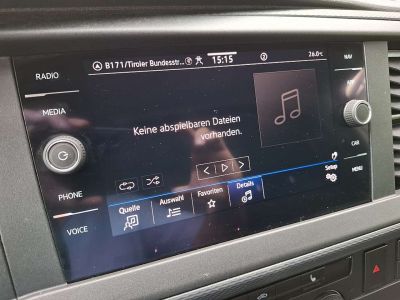 B171/Tiroler Bundesstr... 15:15 2 26.0°C
RADIO
NAV
MEDIA
Keine abspielbaren Dateien
vorhanden.
CAR
PHONE
MENU
VOICE
Quelle
Auswahl
Favoriten
Details
Setup